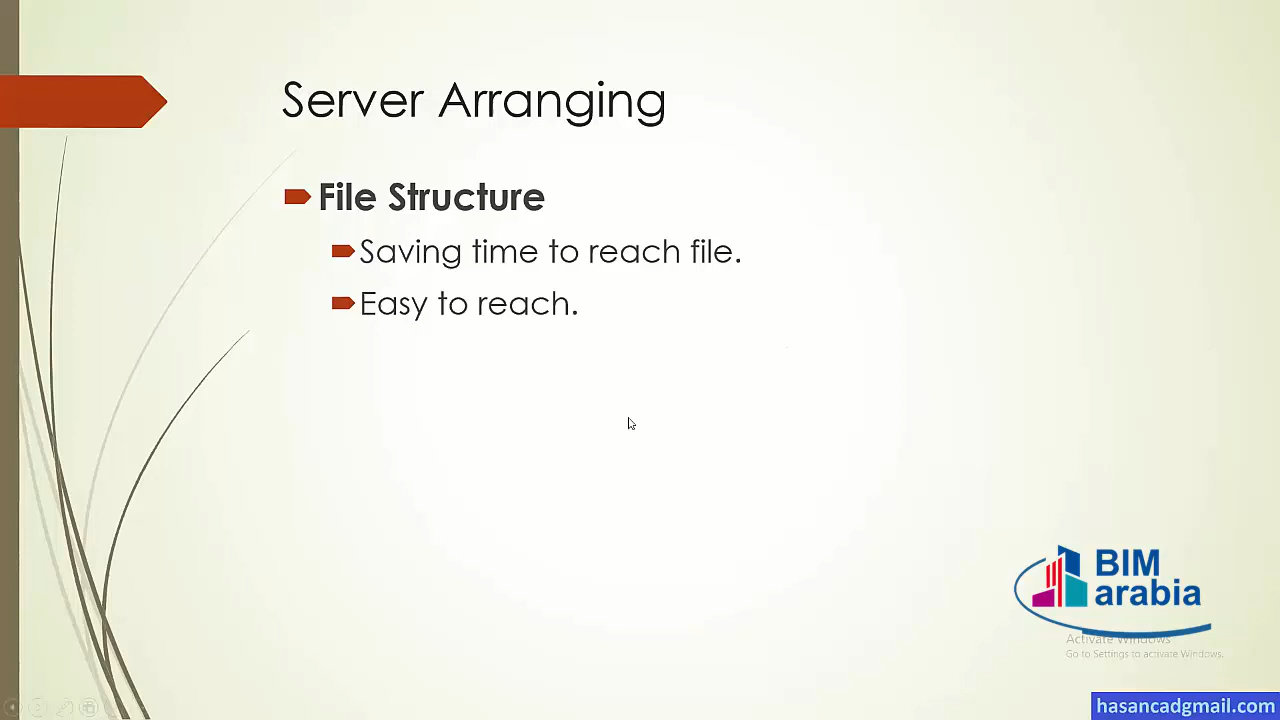 Server Arranging
File Structure
Saving time to reach file.
Easy to reach.
BIM
arabia
Activate Windows
Go to Settings to activate Windows.
hasancadgmail.com